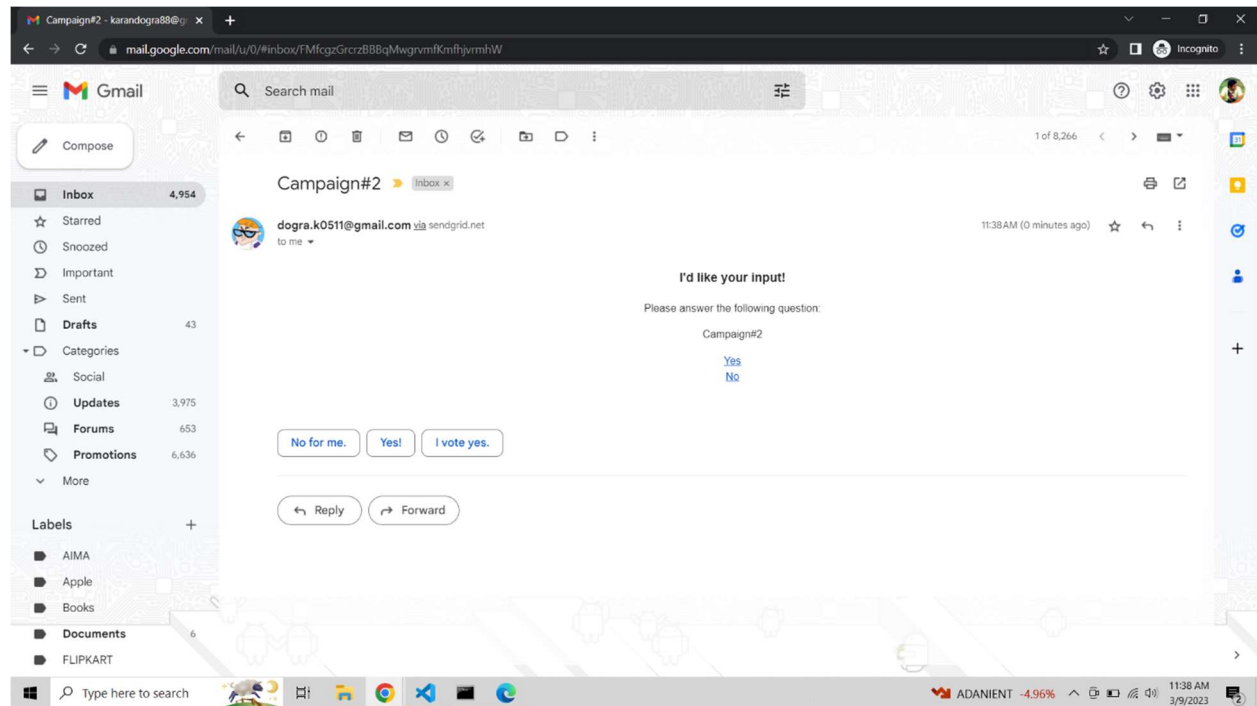 Campaign#2 - karandogra88@g
mail.google.com/mail/u/0/#inbox/FMfcgzGrcrzBBBqMwgrvmfKmfhjvrmhW
Incognito
Gmail
Search mail
Compose
1 of 8,266
31
Inbox 4,954
Starred
Snoozed
Important
Sent
Drafts 43
Categories
Social
Updates 3,975
Forums 653
Promotions 6,636
More
Labels
AIMA
Apple
Books
Documents 6
FLIPKART
Campaign#2 Inbox x
dogra.k0511@gmail.com via sendgrid.net
to me
11:38 AM (0 minutes ago)
I'd like your input!
Please answer the following question:
Campaign#2
Yes
No
No for me. Yes! I vote yes.
Reply Forward
Type here to search
ADANIENT -4.96%
11:38 AM
3/9/2023
2